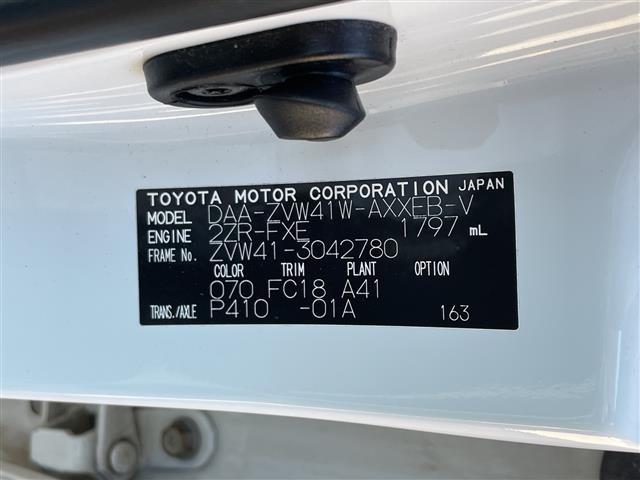 TOYOTA MOTOR CORPORATION JAPAN
MODEL DAA-ZVW41W-AXXEB-V
ENGINE 2ZR-FXE 1797 mL
FRAME No. ZVW41-3042780
COLOR TRIM PLANT OPTION
070 FC18 A41
TRANS./AXLE P410 -01A 163